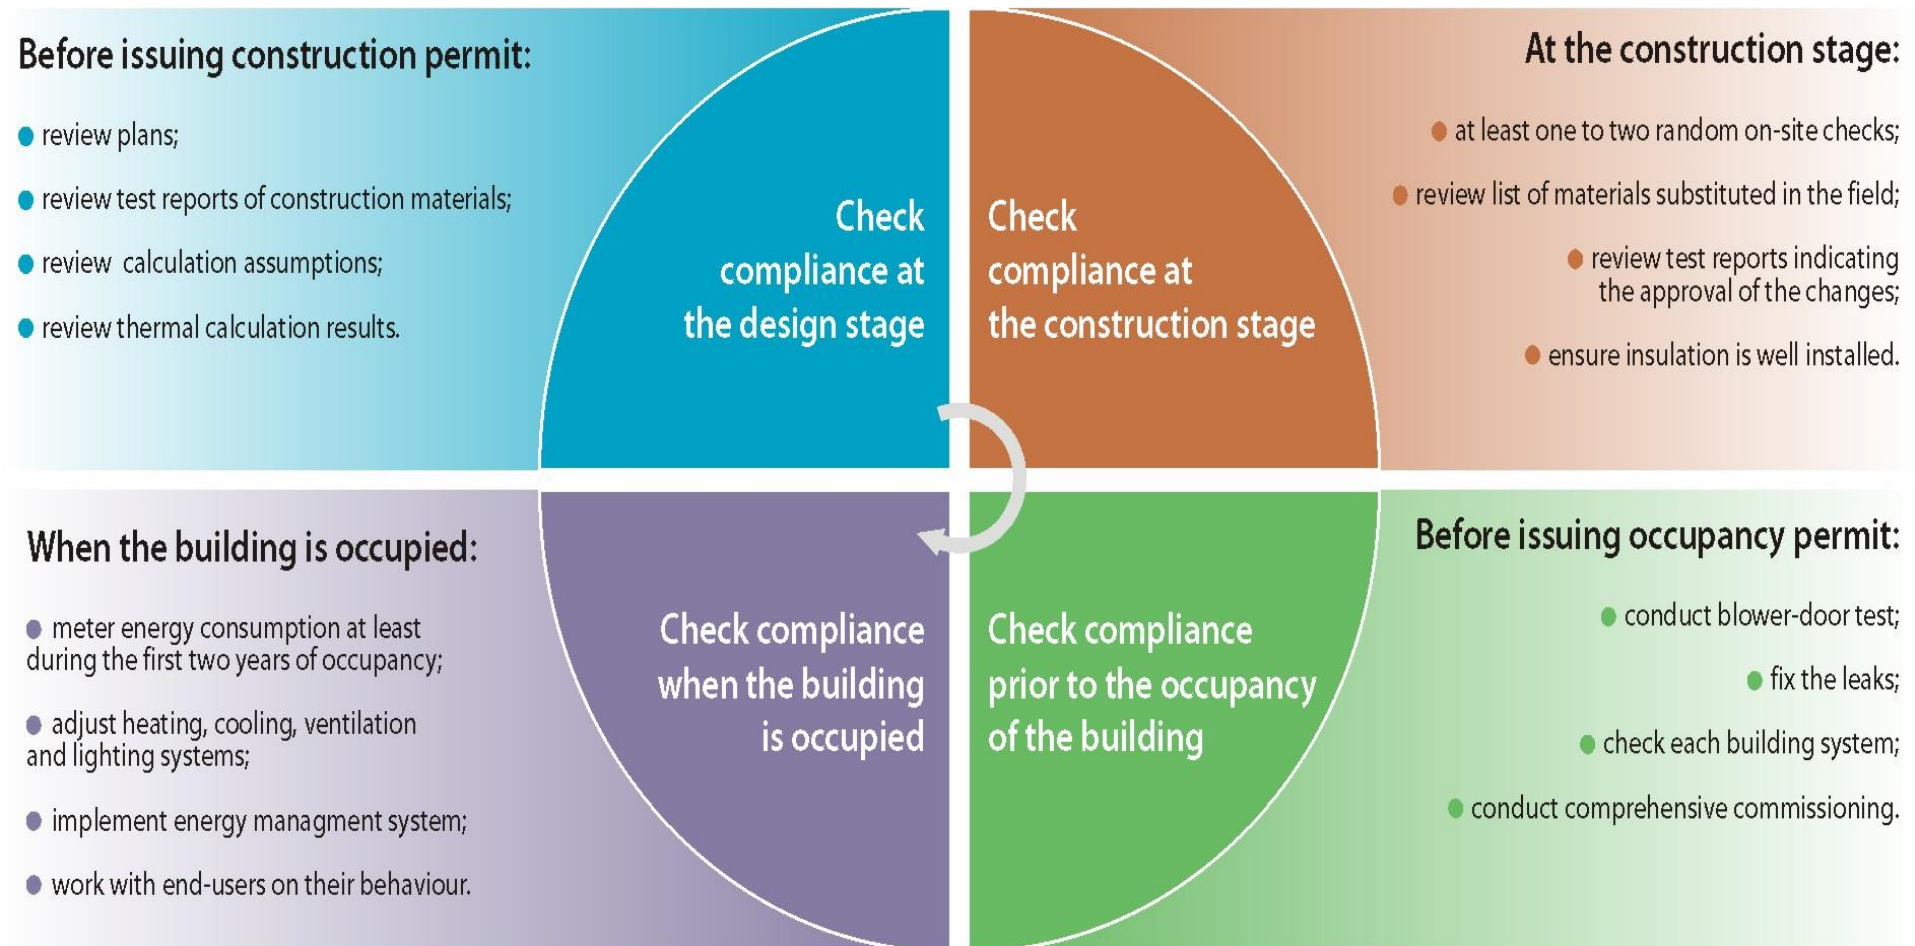 Before issuing construction permit:
● review plans;
● review test reports of construction materials;
● review calculation assumptions;
● review thermal calculation results.
Check
compliance at
the design stage
Check
compliance at
the construction stage
At the construction stage:
● at least one to two random on-site checks;
● review list of materials substituted in the field;
● review test reports indicating
the approval of the changes;
● ensure insulation is well installed.
When the building is occupied:
● meter energy consumption at least
during the first two years of occupancy;
● adjust heating, cooling, ventilation
and lighting systems;
● implement energy managment system;
● work with end-users on their behaviour.
Check compliance
when the building
is occupied
Check compliance
prior to the occupancy
of the building
Before issuing occupancy permit:
● conduct blower-door test;
● fix the leaks;
● check each building system;
● conduct comprehensive commissioning.